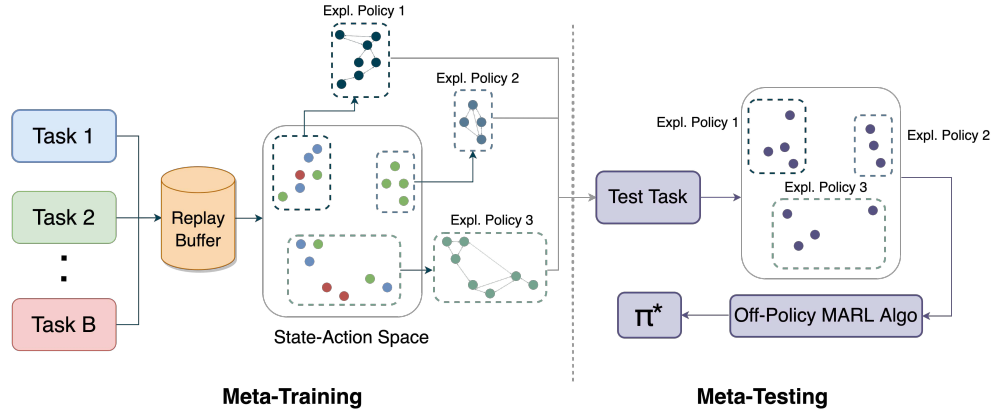 Expl. Policy 1
Expl. Policy 2
Task 1
Task 2
Task B
Replay
Buffer
Expl. Policy 3
State-Action Space
Meta-Training
Expl. Policy 1
Expl. Policy 2
Test Task
Expl. Policy 3
π*
Off-Policy MARL Algo
Meta-Testing